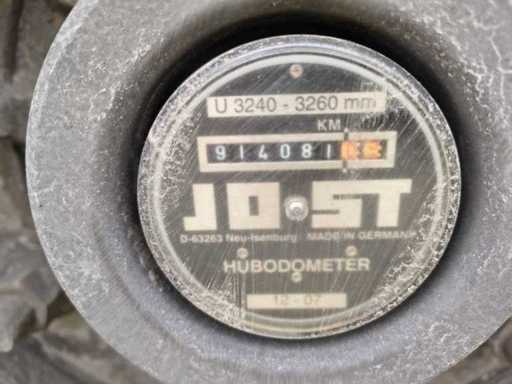 U 3240 - 3260 mm
KM
914081
JOST
D-63263 Neu-Isenburg · MADE IN GERMANY
HUBODOMETER
12 - 07